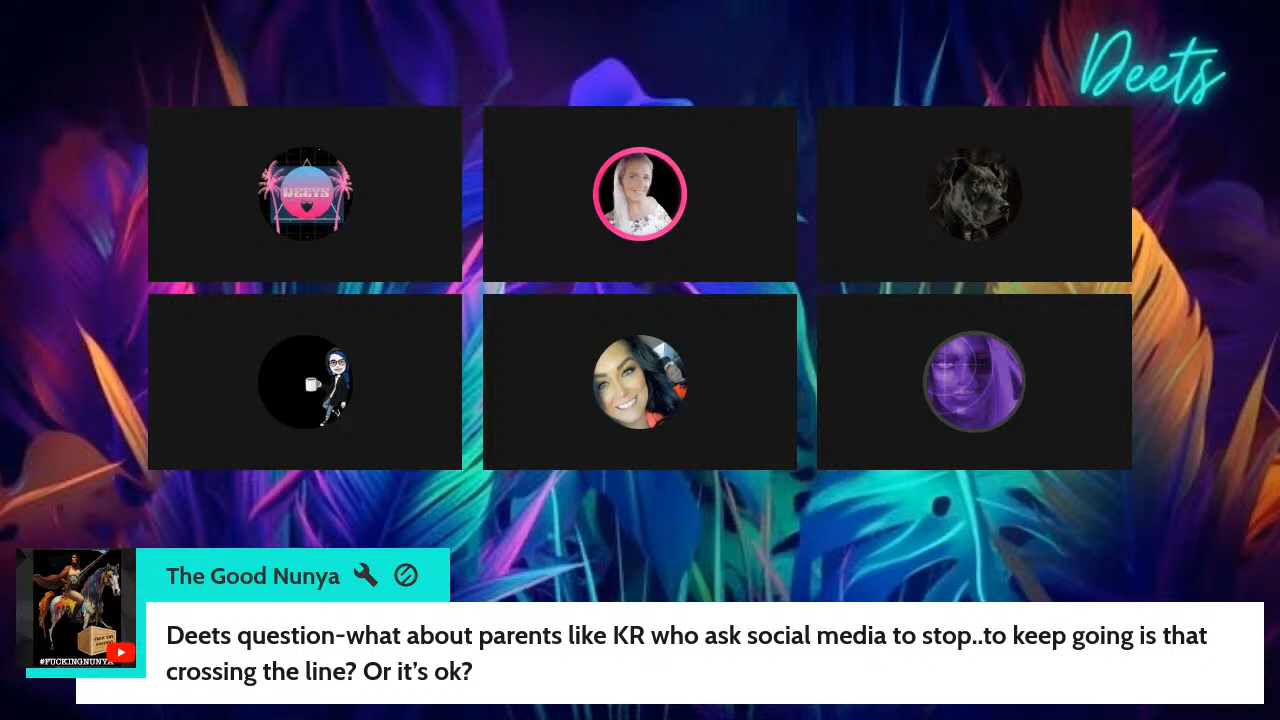 Deets
DEETS
The Good Nunya
#FUCKINGNUNYA
Deets question-what about parents like KR who ask social media to stop..to keep going is that
crossing the line? Or it's ok?